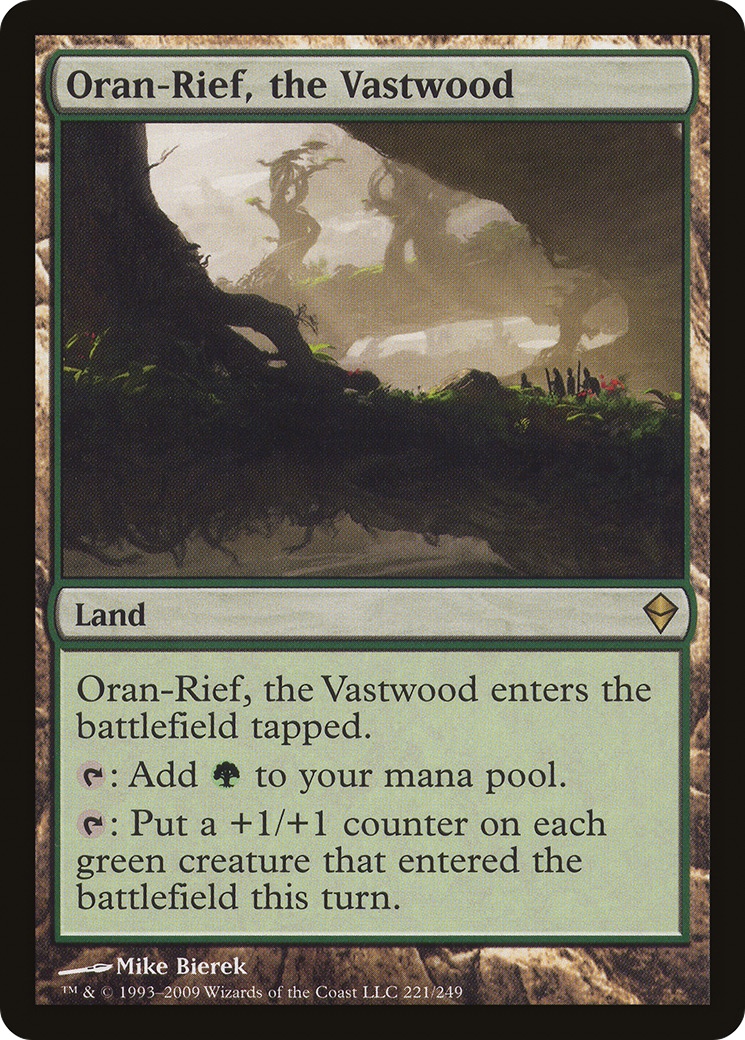 Oran-Rief, the Vastwood
Land
Oran-Rief, the Vastwood enters the
battlefield tapped.
: Add to your mana pool.
: Put a +1/+1 counter on each
green creature that entered the
battlefield this turn.
Mike Bierek
™ & © 1993–2009 Wizards of the Coast LLC 221/249